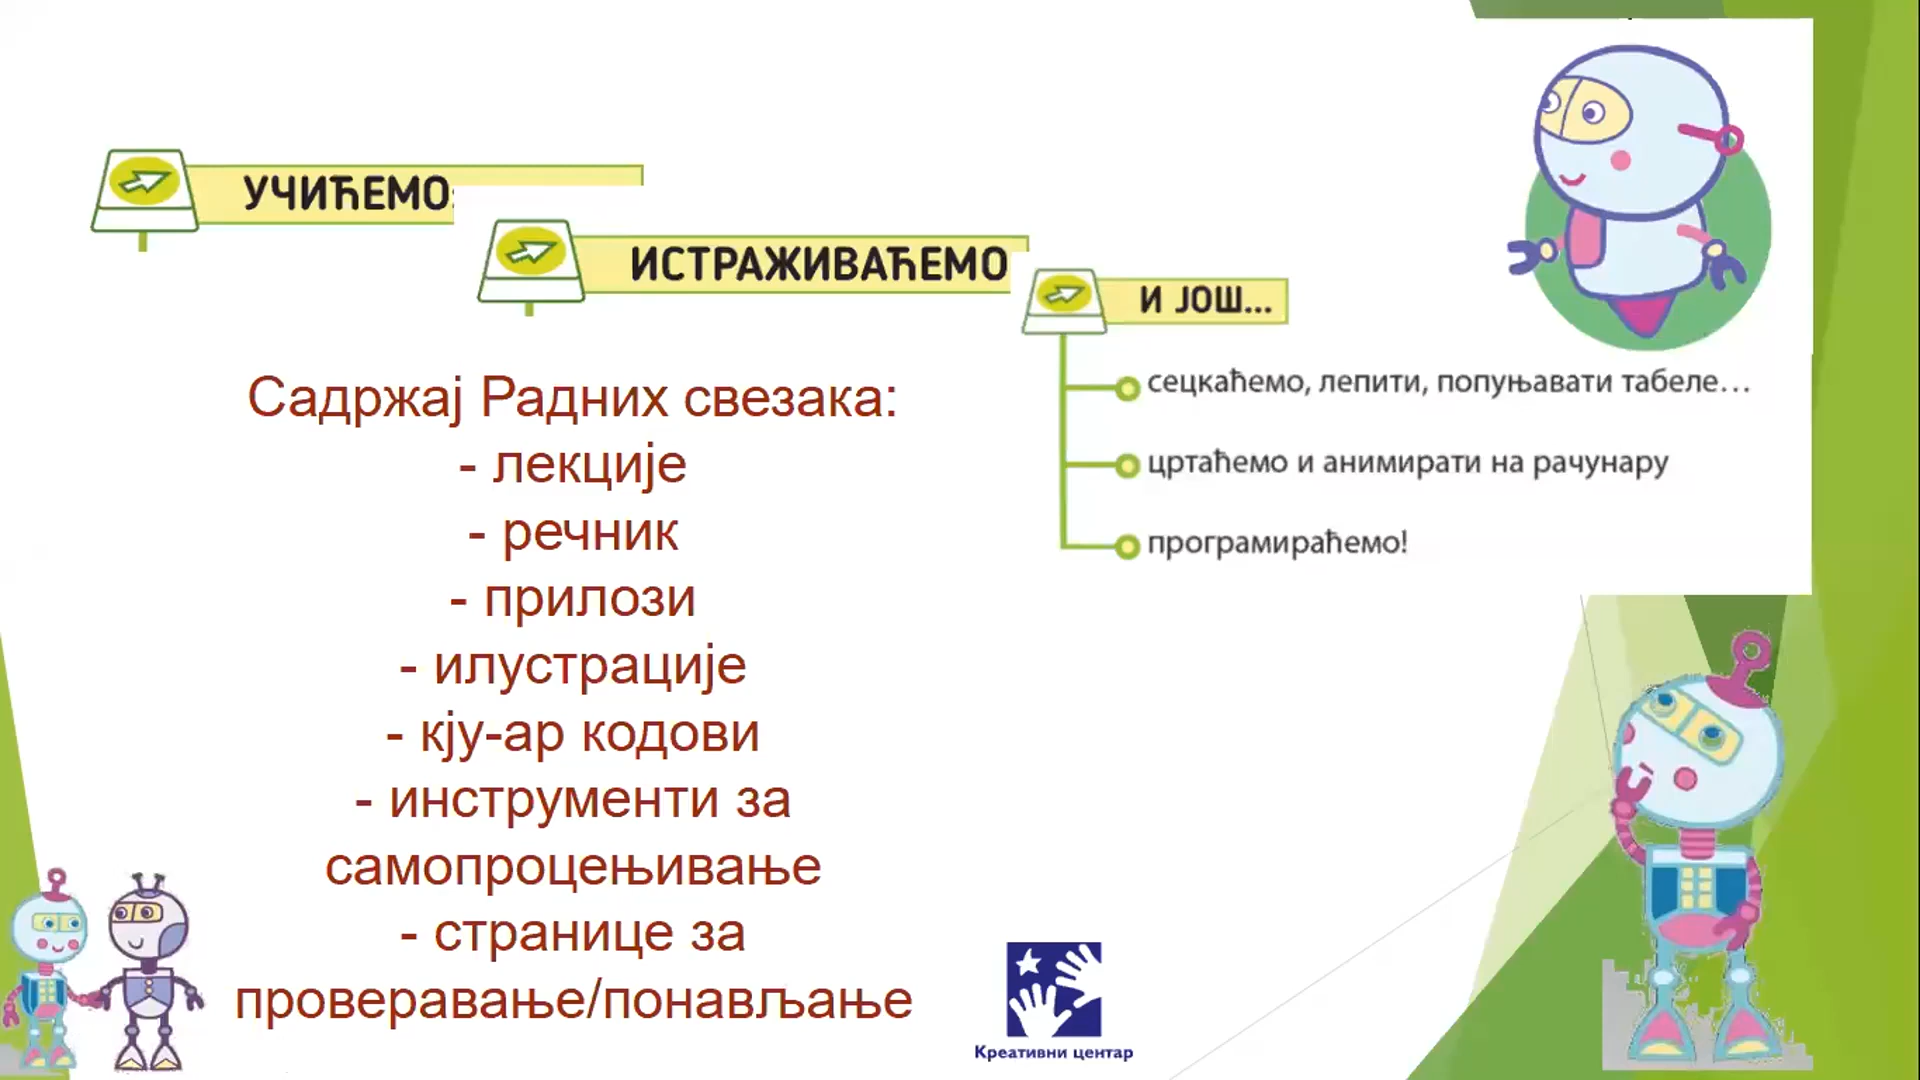 УЧИЋЕМО:
ИСТРАЖИВАЋЕМО
И ЈОШ...
сецкаћемо, лепити, попуњавати табеле...
цртаћемо и анимирати на рачунару
програмираћемо!
Садржај Радних свезака:
- лекције
- речник
- прилози
- илустрације
- кју-ар кодови
- инструменти за
самопроцењивање
- странице за
проверавање/понављање
Креативни центар